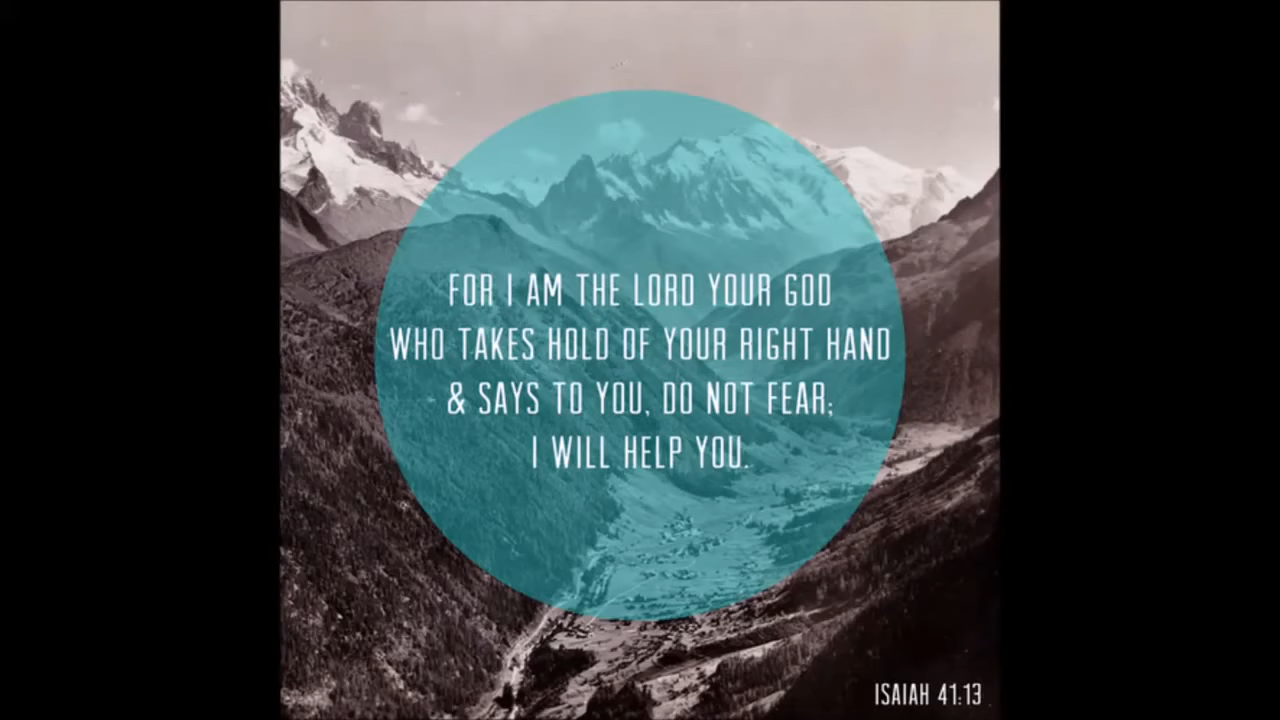 FOR I AM THE LORD YOUR GOD
WHO TAKES HOLD OF YOUR RIGHT HAND
& SAYS TO YOU, DO NOT FEAR;
I WILL HELP YOU.
ISAIAH 41:13